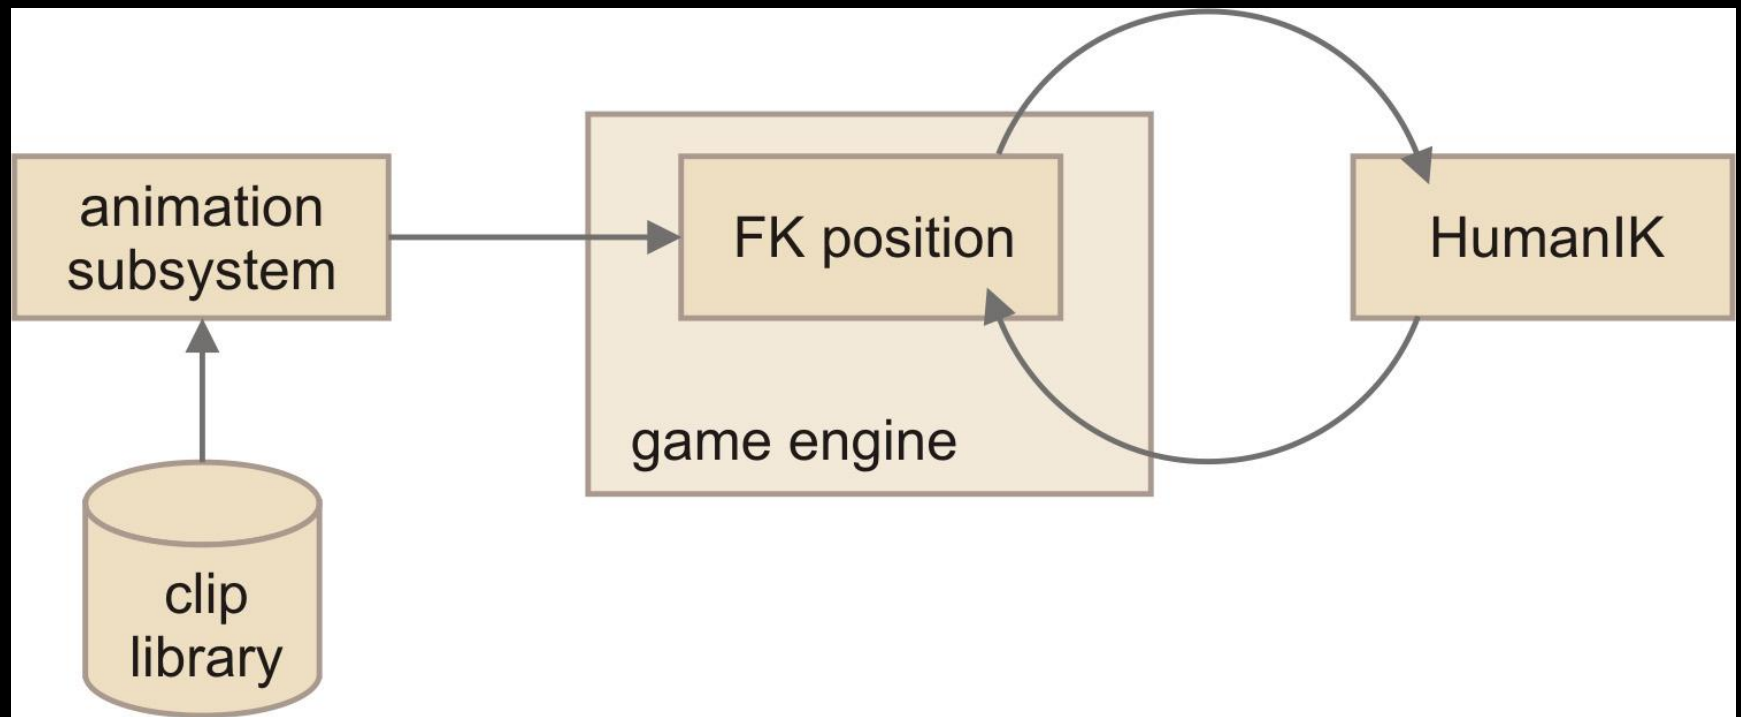 animation
subsystem
FK position
HumanIK
game engine
clip
library